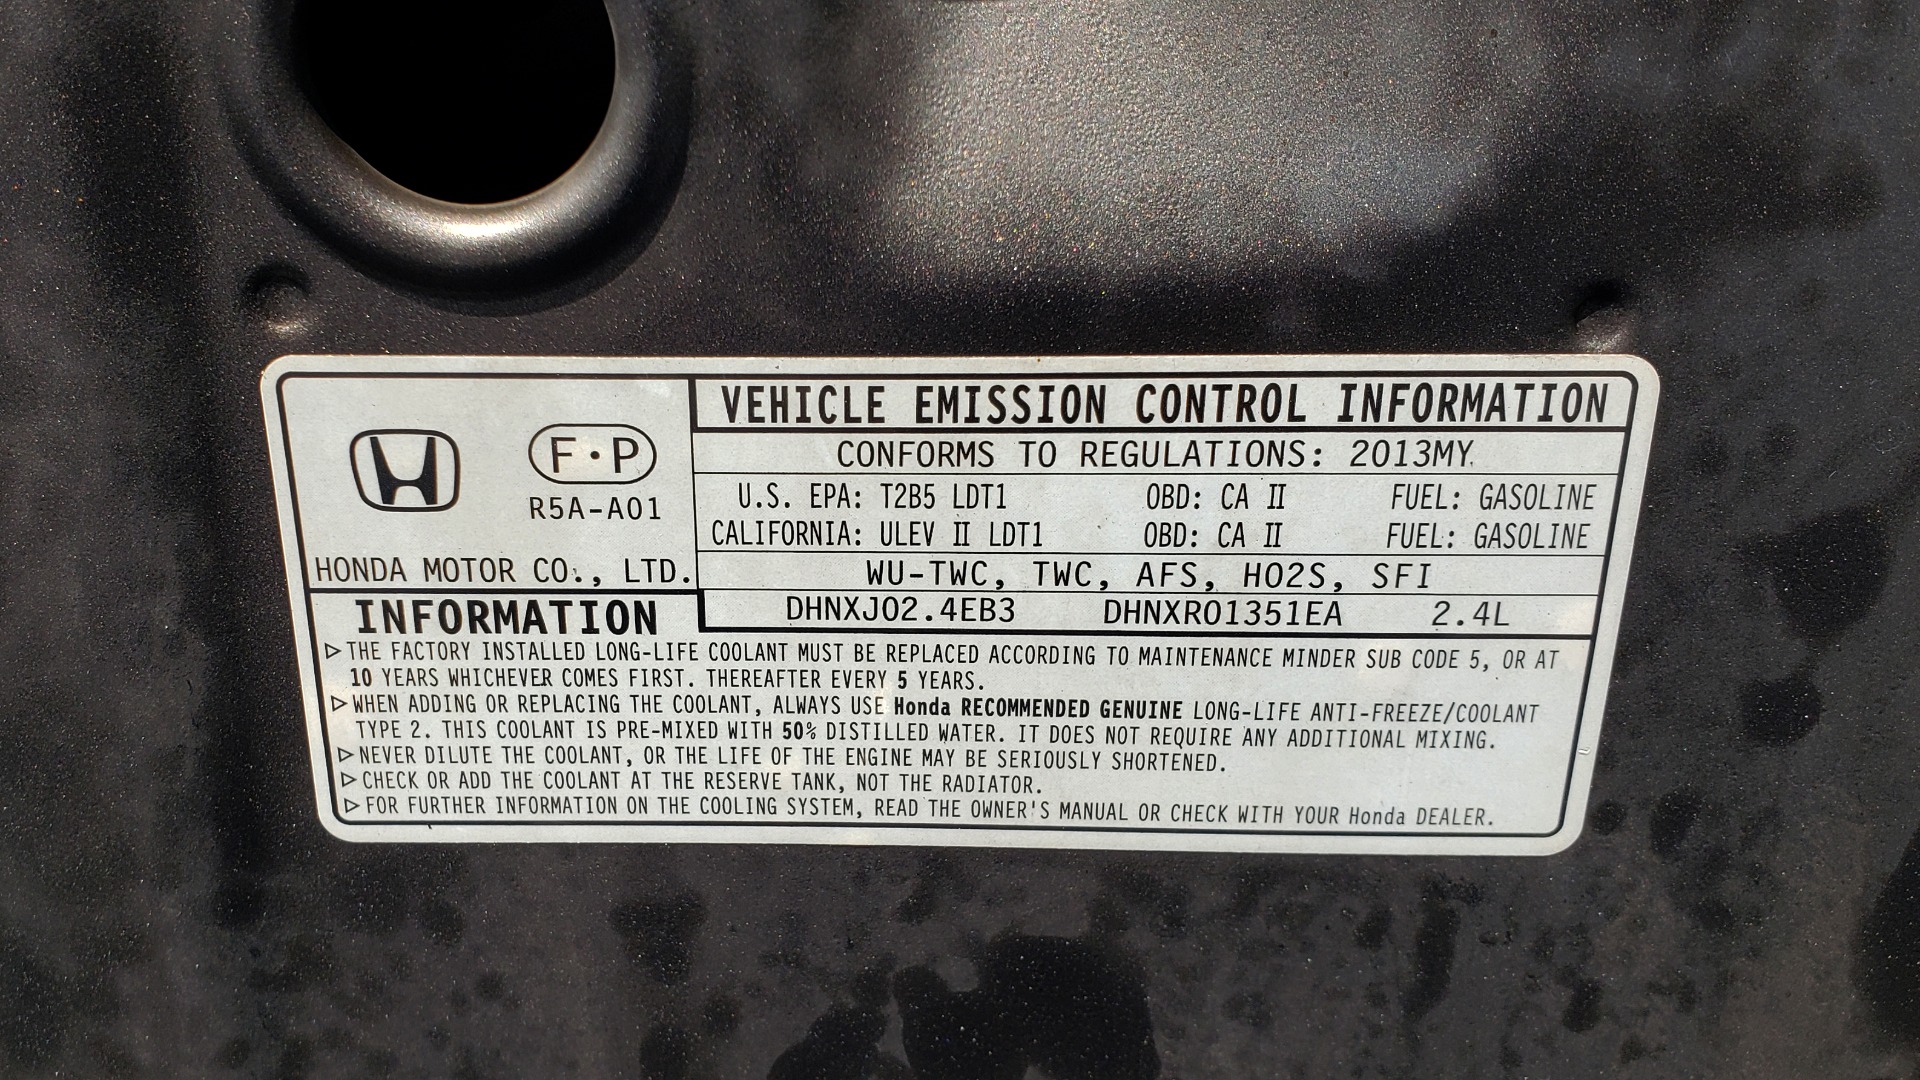 VEHICLE EMISSION CONTROL INFORMATION
F·P
R5A-A01
HONDA MOTOR CO., LTD.
CONFORMS TO REGULATIONS: 2013MY.
U.S. EPA: T2B5 LDT1 OBD: CA II FUEL: GASOLINE
CALIFORNIA: ULEV II LDT1 OBD: CA II FUEL: GASOLINE
WU-TWC, TWC, AFS, HO2S, SFI
DHNXJ02.4EB3 DHNXR01351EA 2.4L
INFORMATION
▷THE FACTORY INSTALLED LONG-LIFE COOLANT MUST BE REPLACED ACCORDING TO MAINTENANCE MINDER SUB CODE 5, OR AT
10 YEARS WHICHEVER COMES FIRST. THEREAFTER EVERY 5 YEARS.
▷WHEN ADDING OR REPLACING THE COOLANT, ALWAYS USE Honda RECOMMENDED GENUINE LONG-LIFE ANTI-FREEZE/COOLANT
TYPE 2. THIS COOLANT IS PRE-MIXED WITH 50% DISTILLED WATER. IT DOES NOT REQUIRE ANY ADDITIONAL MIXING.
▷NEVER DILUTE THE COOLANT, OR THE LIFE OF THE ENGINE MAY BE SERIOUSLY SHORTENED.
▷CHECK OR ADD THE COOLANT AT THE RESERVE TANK, NOT THE RADIATOR.
▷FOR FURTHER INFORMATION ON THE COOLING SYSTEM, READ THE OWNER'S MANUAL OR CHECK WITH YOUR Honda DEALER.